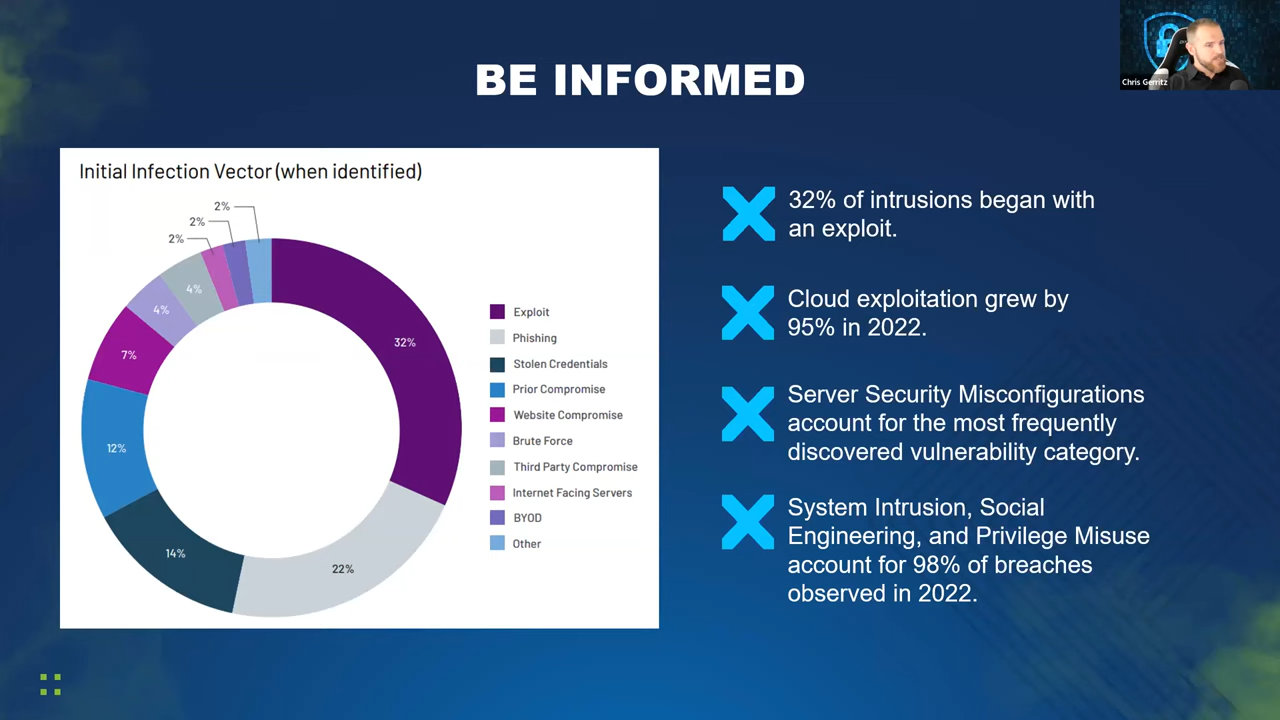 BE INFORMED
Chris Gerritz
Initial Infection Vector (when identified)
2%
2%
2%
4%
4%
7%
12%
14%
22%
32%
Exploit
Phishing
Stolen Credentials
Prior Compromise
Website Compromise
Brute Force
Third Party Compromise
Internet Facing Servers
BYOD
Other
32% of intrusions began with
an exploit.
Cloud exploitation grew by
95% in 2022.
Server Security Misconfigurations
account for the most frequently
discovered vulnerability category.
System Intrusion, Social
Engineering, and Privilege Misuse
account for 98% of breaches
observed in 2022.